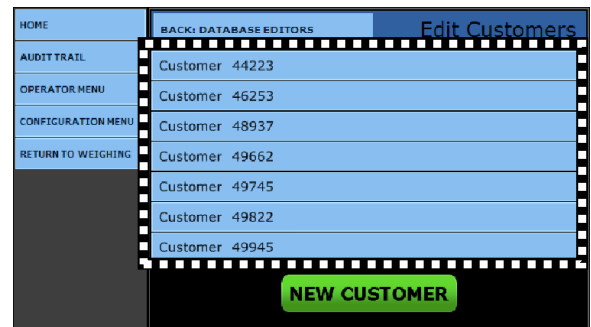 HOME
AUDIT TRAIL
OPERATOR MENU
CONFIGURATION MENU
RETURN TO WEIGHING
BACK: DATABASE EDITORS
Edit Customers
Customer 44223
Customer 46253
Customer 48937
Customer 49662
Customer 49745
Customer 49822
Customer 49945
NEW CUSTOMER